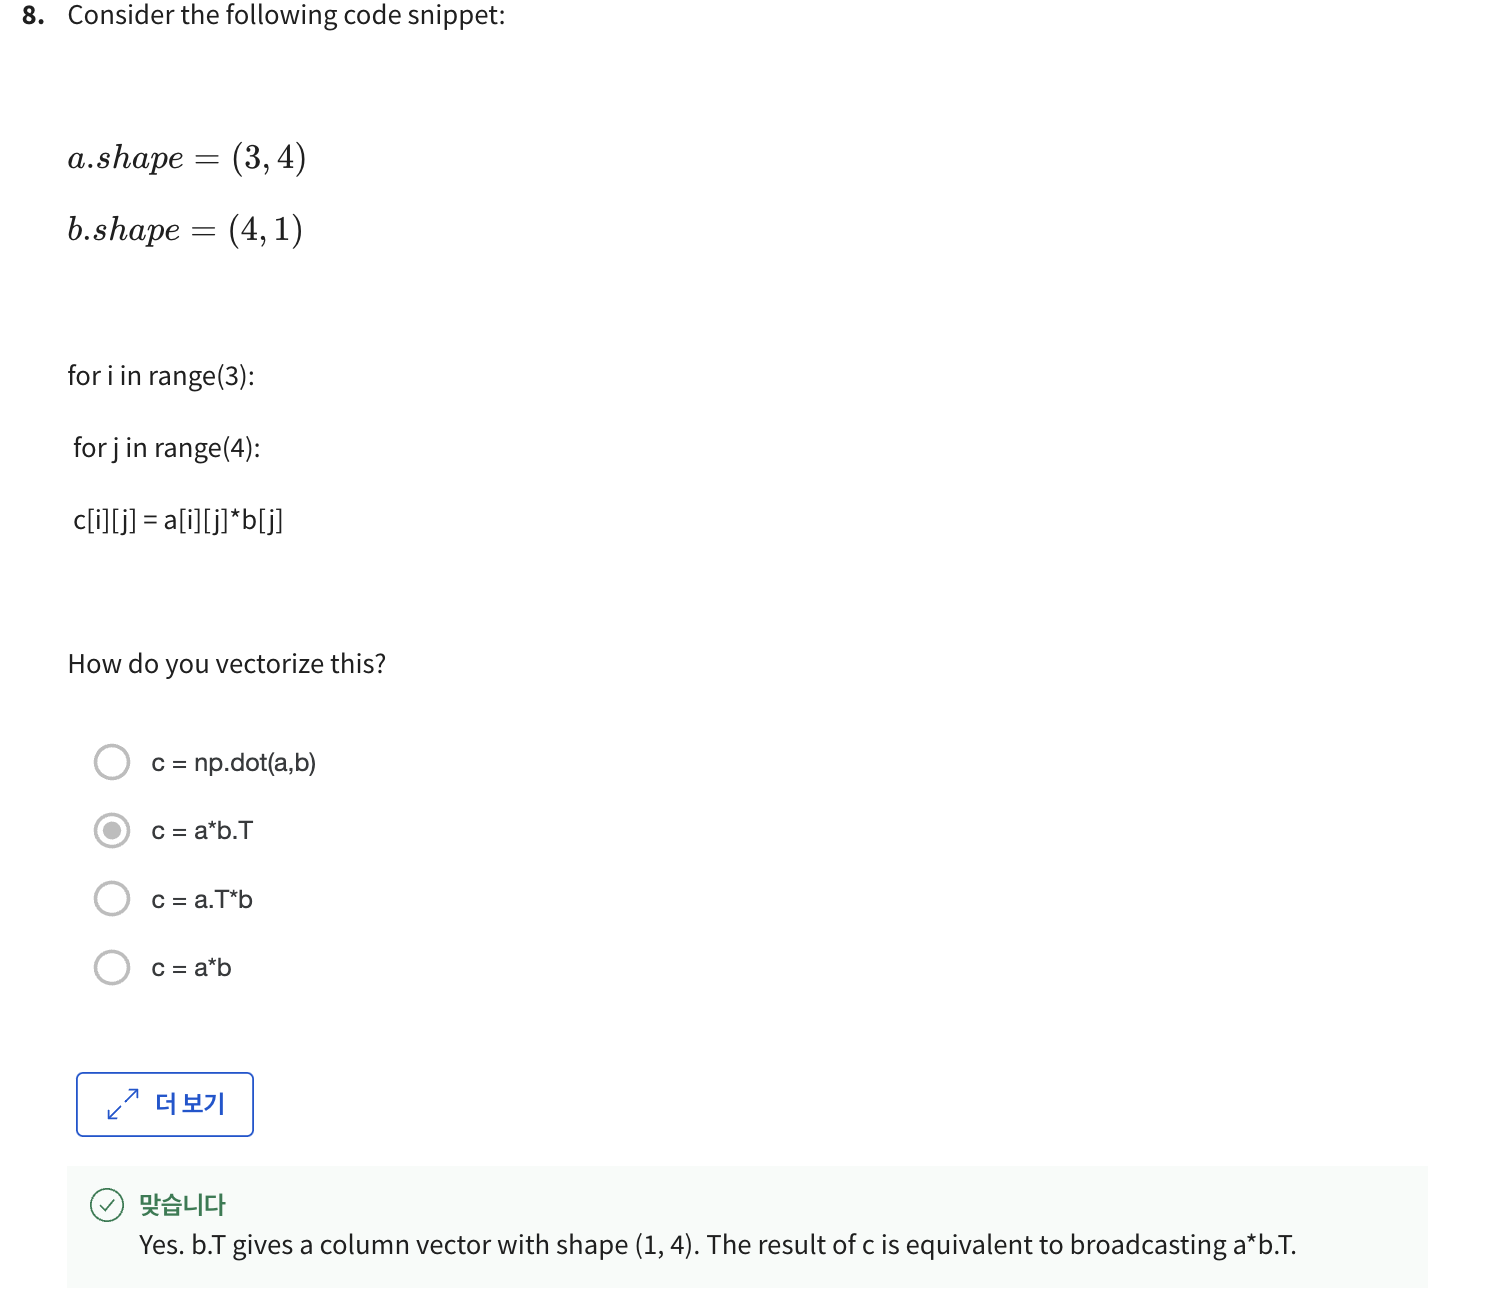 8. Consider the following code snippet:
a.shape = (3, 4)
b.shape = (4, 1)
for i in range(3):
for j in range(4):
c[i][j] = a[i][j]*b[j]
How do you vectorize this?
c = np.dot(a,b)
c = a*b.T
c = a.T*b
c = a*b
더 보기
맞습니다
Yes. b.T gives a column vector with shape (1, 4). The result of c is equivalent to broadcasting a*b.T.